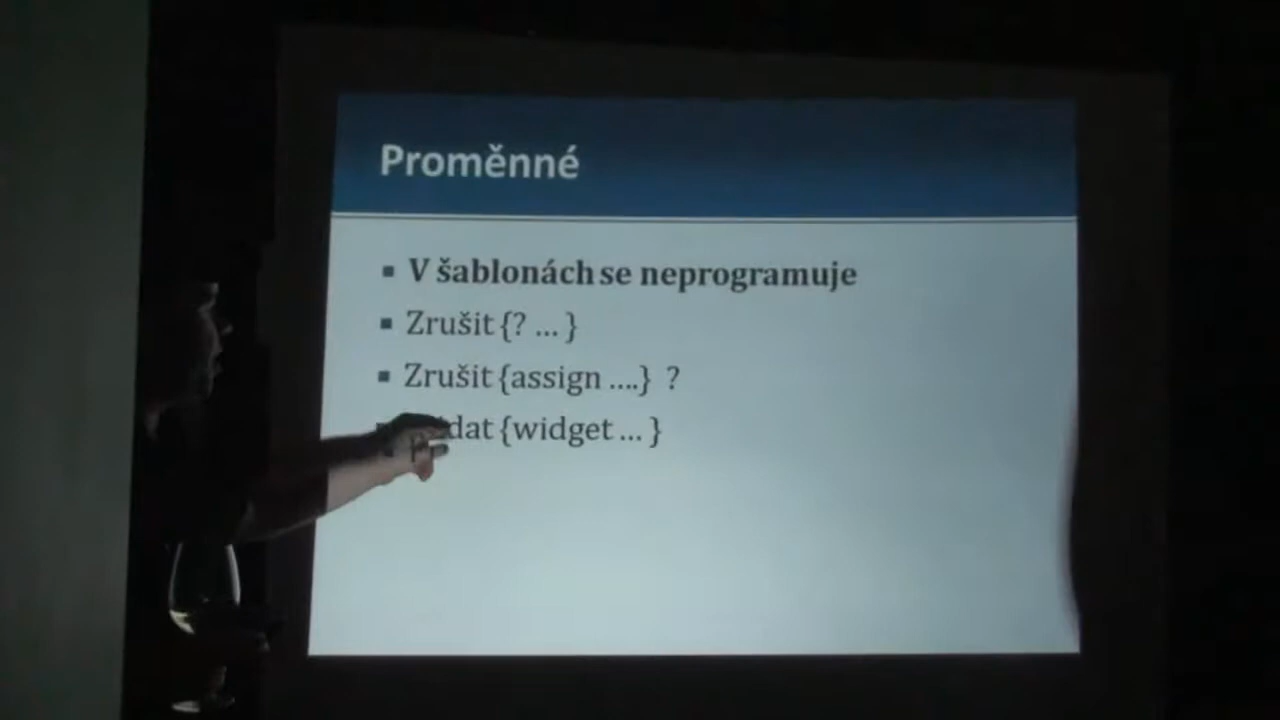 Proměnné
V šablonách se neprogramuje
Zrušit {? ... }
Zrušit {assign ....} ?
{widget ... }